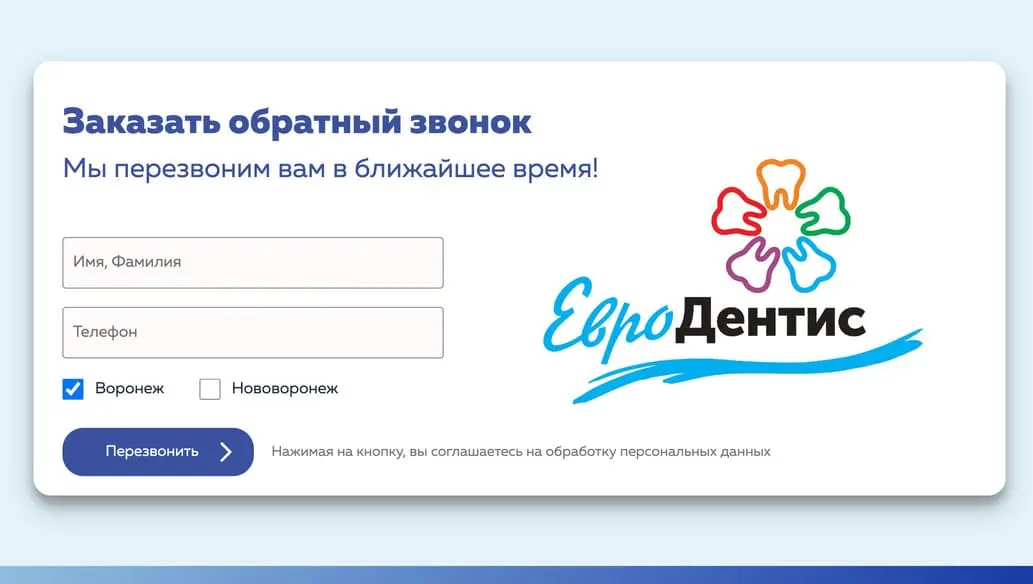 Заказать обратный звонок
Мы перезвоним вам в ближайшее время!
Имя, Фамилия
Телефон
Воронеж
Нововоронеж
Перезвонить
Нажимая на кнопку, вы соглашаетесь на обработку персональных данных
ЕвроДентис